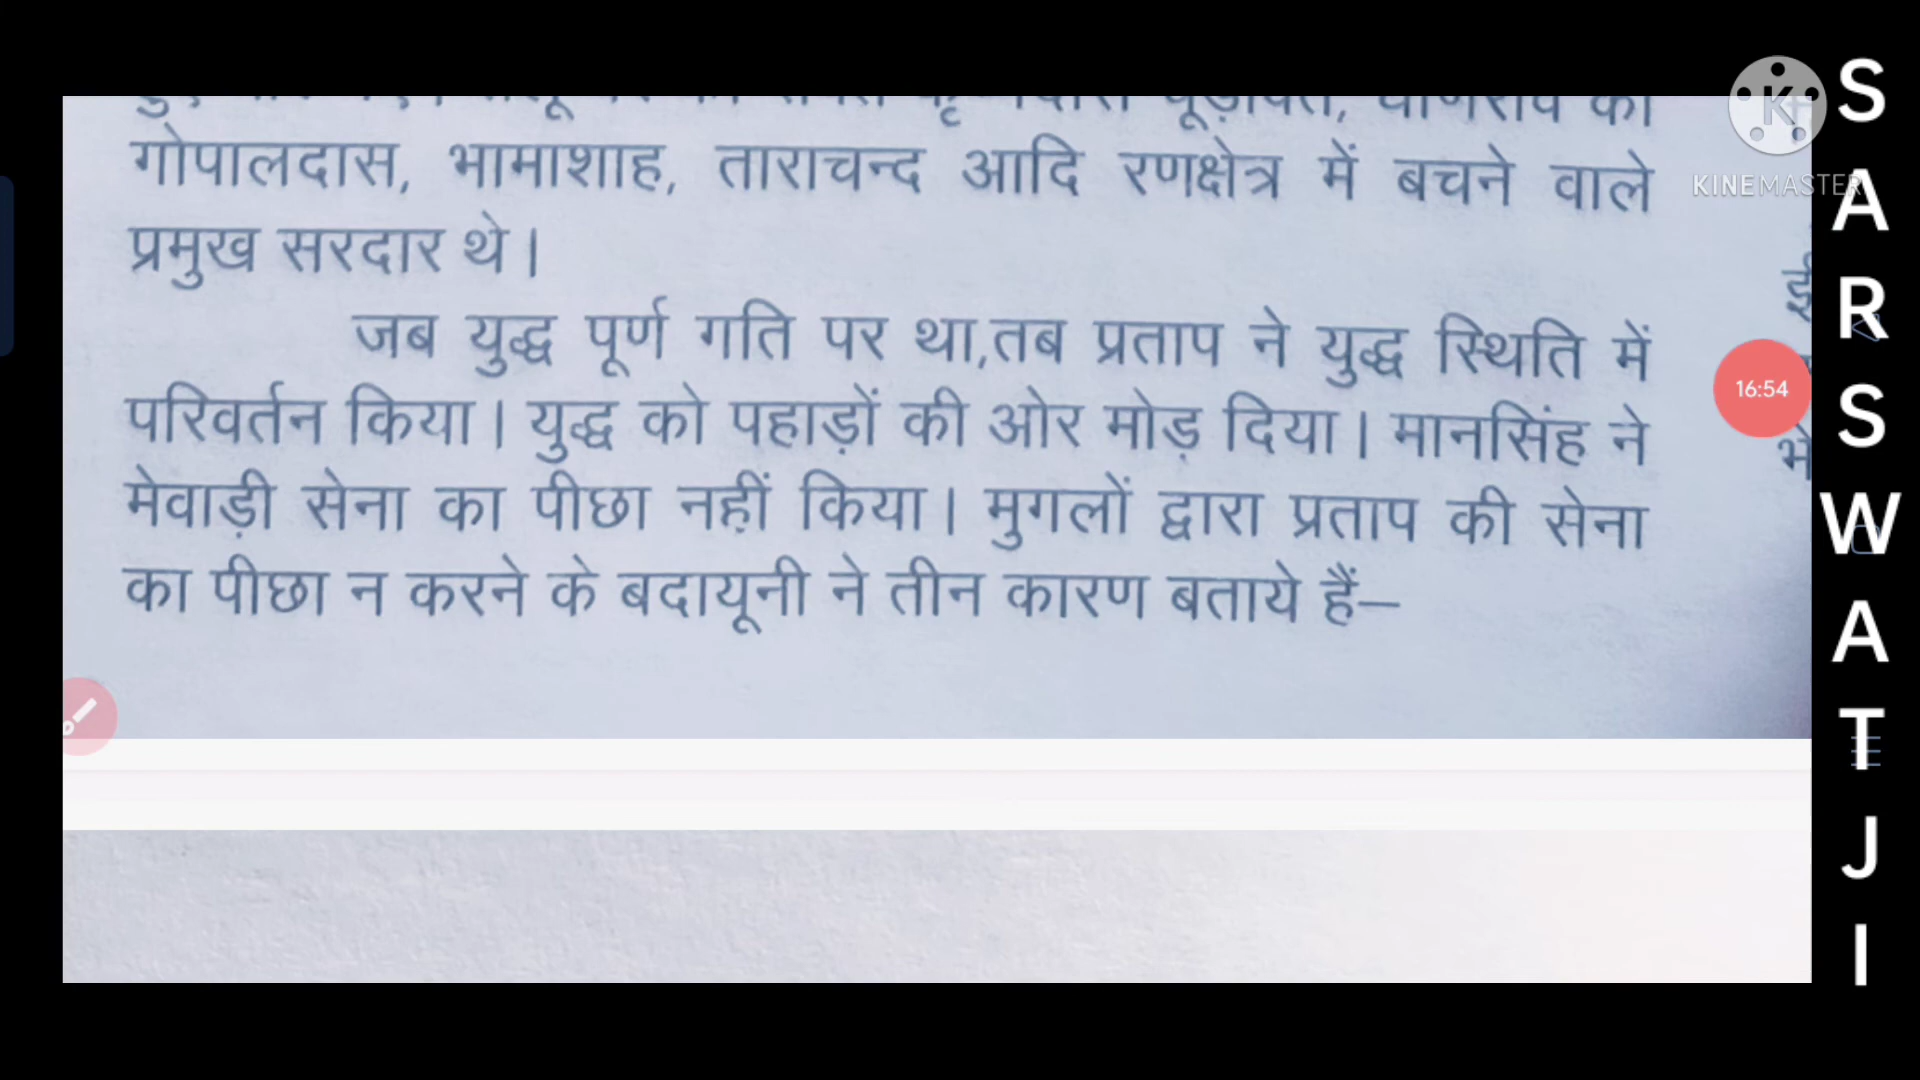 चूंडावत, घाणेराव का
गोपालदास, भामाशाह, ताराचन्द आदि रणक्षेत्र में बचने वाले
प्रमुख सरदार थे।
जब युद्ध पूर्ण गति पर था,तब प्रताप ने युद्ध स्थिति में
परिवर्तन किया। युद्ध को पहाड़ों की ओर मोड़ दिया। मानसिंह ने
मेवाड़ी सेना का पीछा नहीं किया। मुगलों द्वारा प्रताप की सेना
का पीछा न करने के बदायूनी ने तीन कारण बताये हैं–
K
KINEMASTER
16:54
SARSWATJI